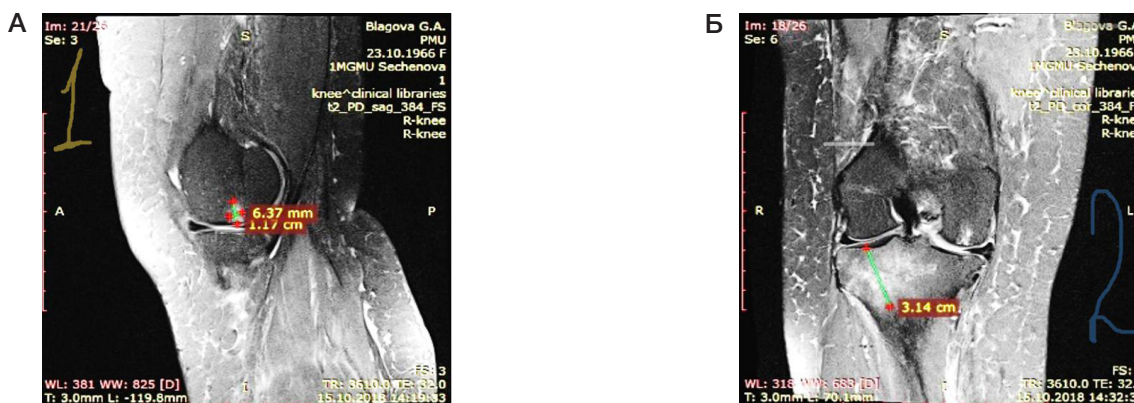 А
1
Im: 21/26
Se: 3
Blagova G.A.
PMU
23.10.1966 F
1MGMU Sechenova
1
knee^clinical libraries
t2_PD_sag_384_FS
R-knee
R-knee
S
A
P
6.37 mm
1.17 cm
I
FS: 3
WL: 381 WW: 825 [D]
TR: 3610.0 TE: 32.0
T: 3.0mm L: -119.8mm
15.10.2018 14:19:33
Б
2
Im: 18/26
Se: 6
Blagova G.A
PMU
23.10.1966
1MGMU Sechenova
1
knee^clinical libraries
t2_PD_cor_384_F
R-knee
R-knee
S
R
L
3.14 cm
I
FS:
WL: 318 WW: 683 [D]
TR: 3610.0 TE: 32.
T: 3.0mm L: 70.1mm
15.10.2018 14:32:3